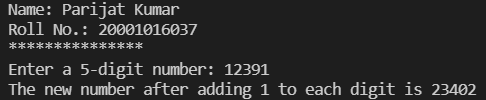 Name: Parijat Kumar
Roll No.: 20001016037
***************
Enter a 5-digit number: 12391
The new number after adding 1 to each digit is 23402